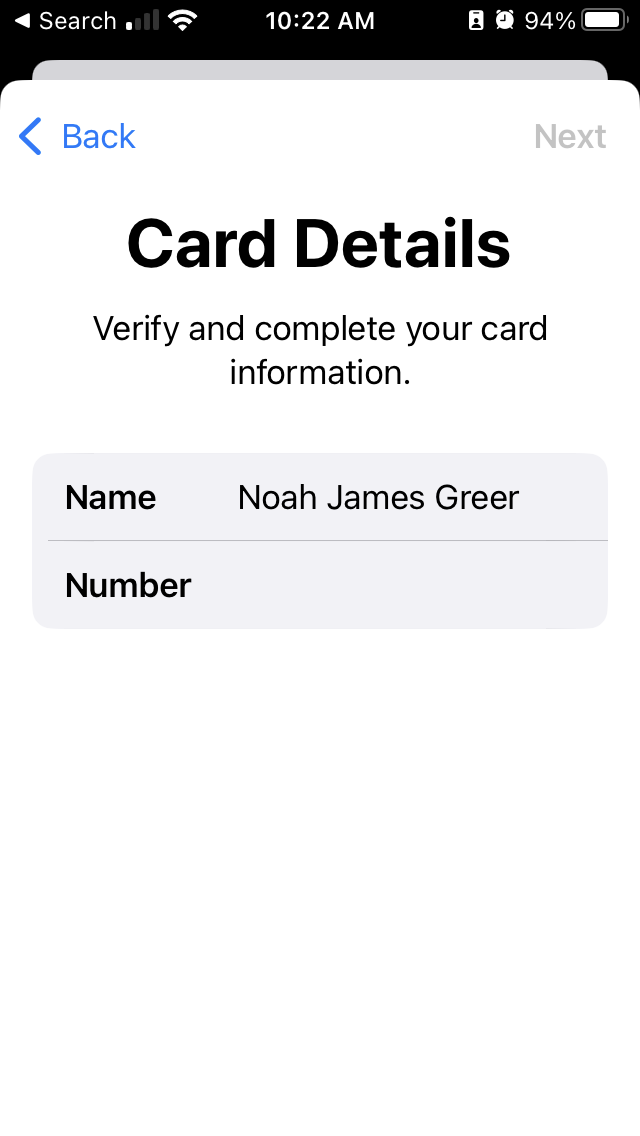 Search 10:22 AM 94%
Back Next
Card Details
Verify and complete your card
information.
Name Noah James Greer
Number